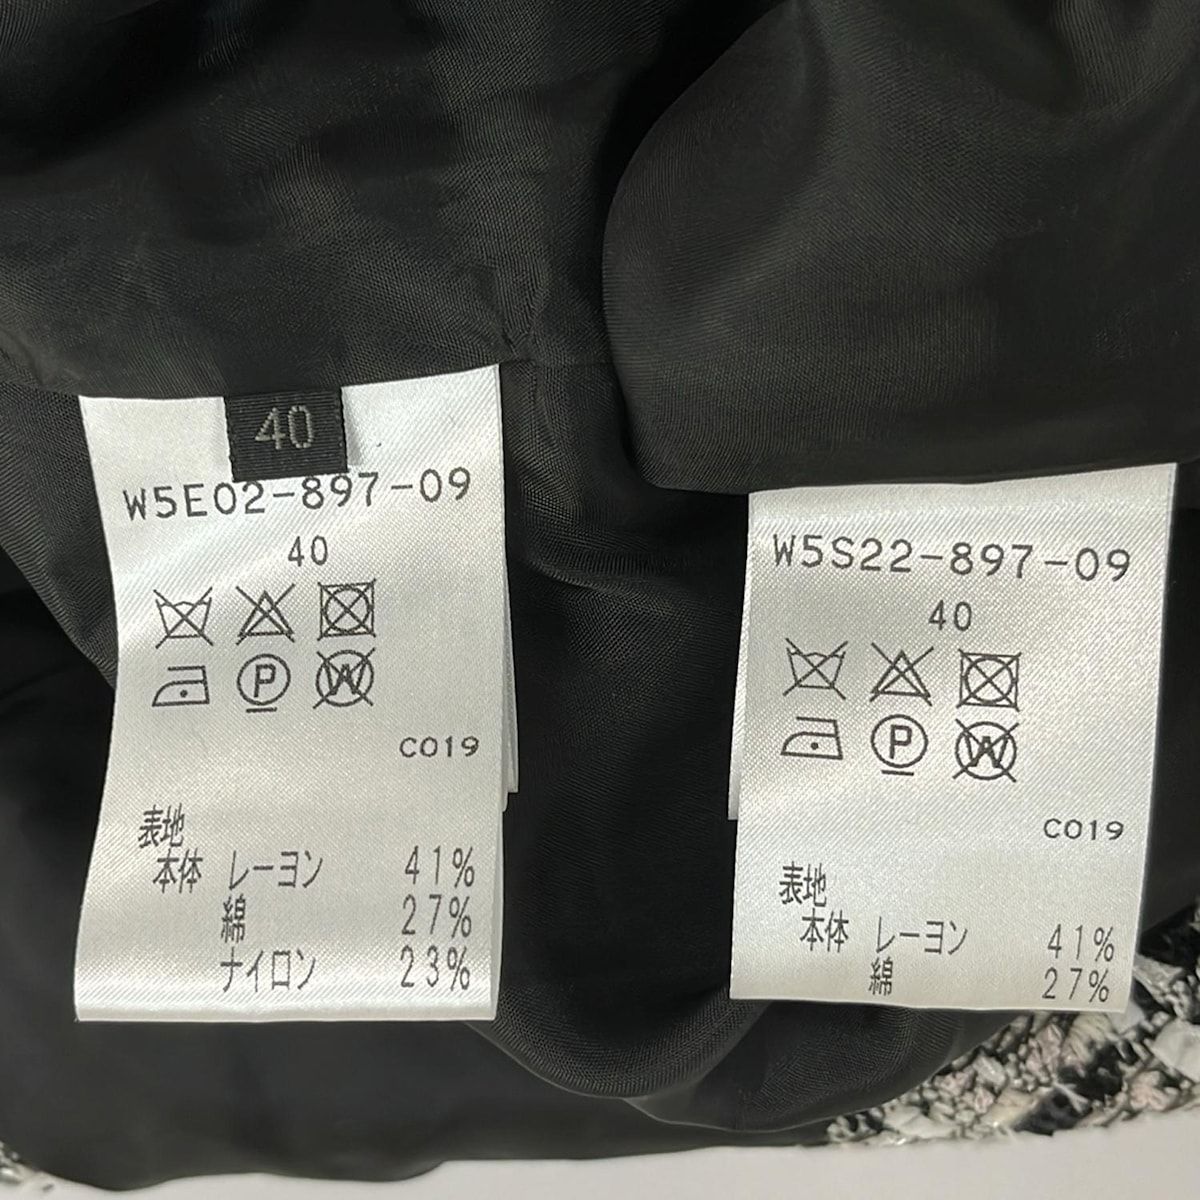 40
W5E02-897-09
40
P W
C019
表地
本体 レーヨン 41%
綿 27%
ナイロン 23%
W5S22-897-09
40
P W
C019
表地
本体 レーヨン 41%
綿 27%